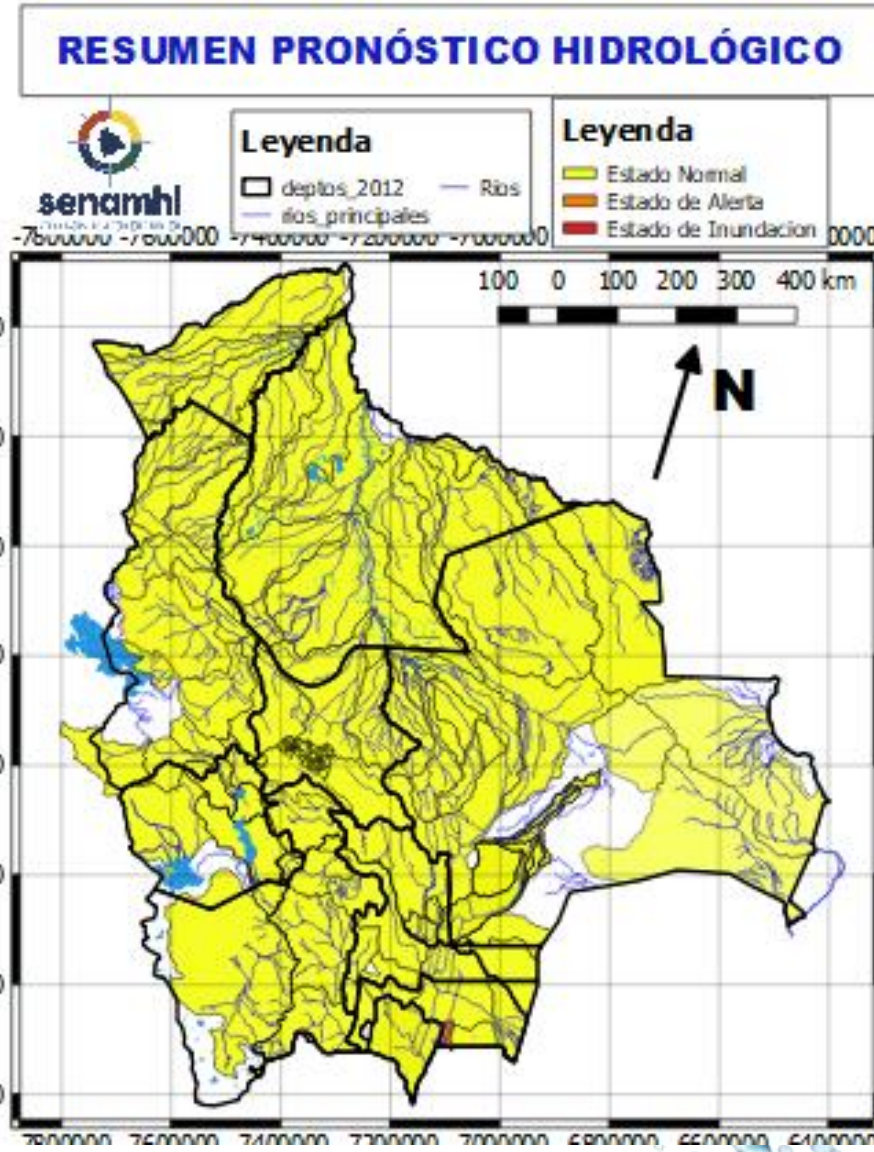 RESUMEN PRONÓSTICO HIDROLÓGICO
senamhi
Leyenda
deptos_2012
Rios
rios_principales
Leyenda
Estado Normal
Estado de Alerta
Estado de Inundacion
-7800000 -7600000 -7400000 -7200000 -7000000
100 0 100 200 300 400 km
N
-7800000 -7600000 -7400000 -7200000 -7000000 -6800000 -6600000 -6400000